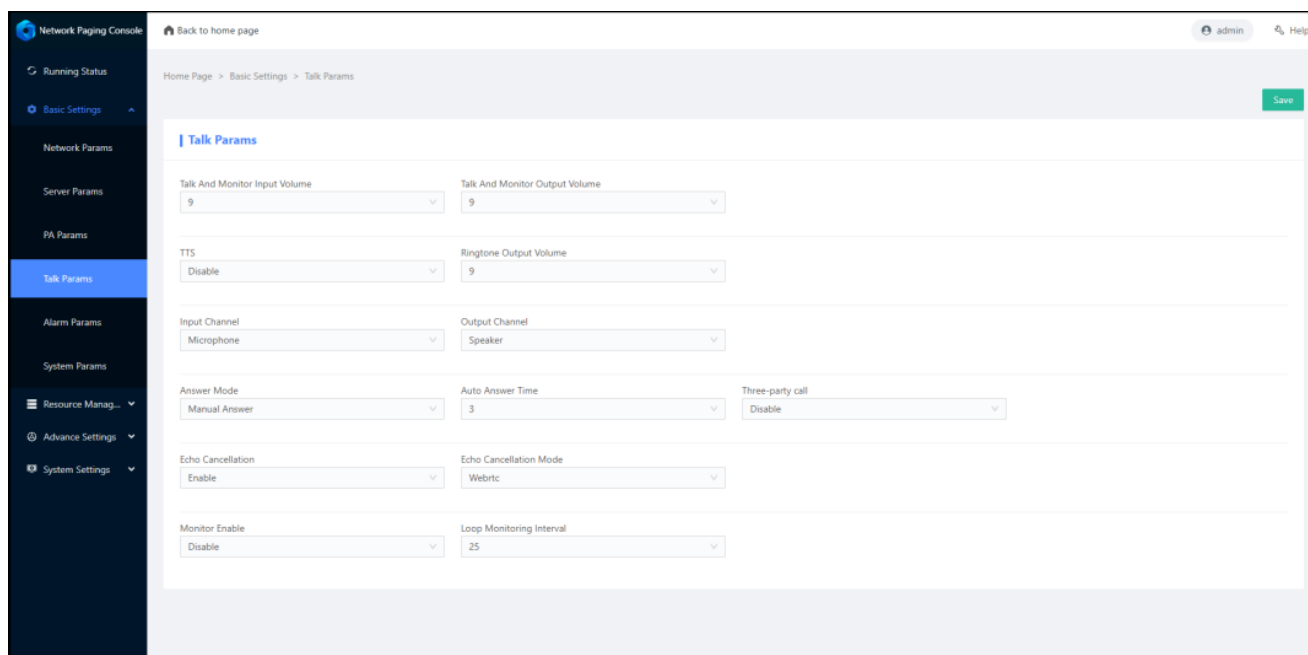 Network Paging Console
Back to home page
admin
Help
Running Status
Home Page > Basic Settings > Talk Params
Basic Settings
Save
Network Params
Talk Params
Server Params
Talk And Monitor Input Volume Talk And Monitor Output Volume
9 9
PA Params
TTS Ringtone Output Volume
Disable 9
Talk Params
Alarm Params
Input Channel Output Channel
Microphone Speaker
System Params
Answer Mode Auto Answer Time Three-party call
Manual Answer 3 Disable
Resource Manag...
Advance Settings
Echo Cancellation Echo Cancellation Mode
Enable Webrtc
System Settings
Monitor Enable Loop Monitoring Interval
Disable 25